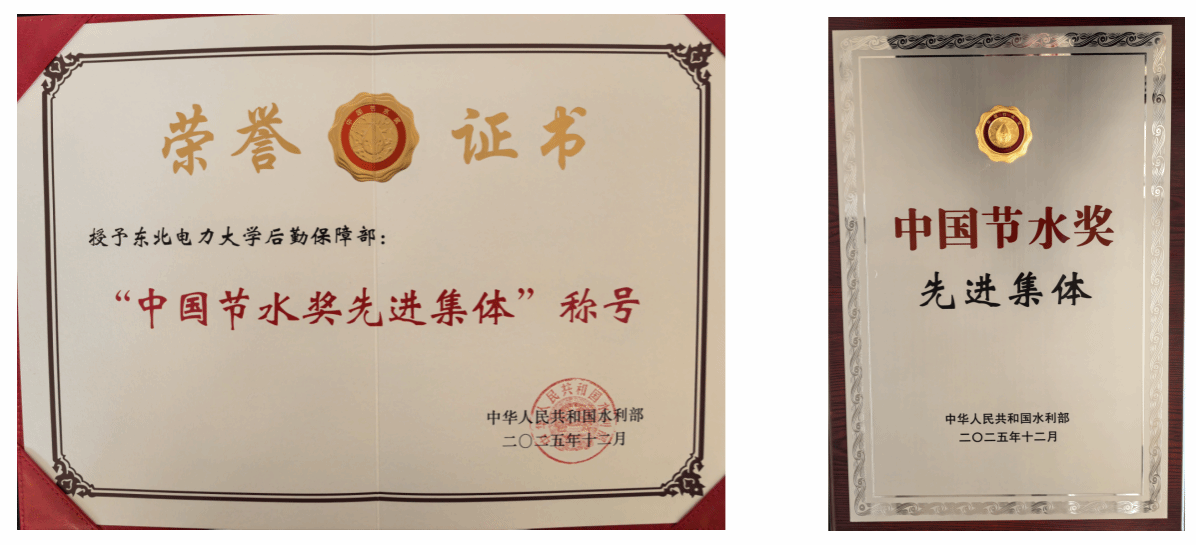 荣誉证书
授予东北电力大学后勤保障部：
“中国节水奖先进集体”称号
中华人民共和国水利部
二〇二五年十二月
中国节水奖
先进集体
中华人民共和国水利部
二〇二五年十二月